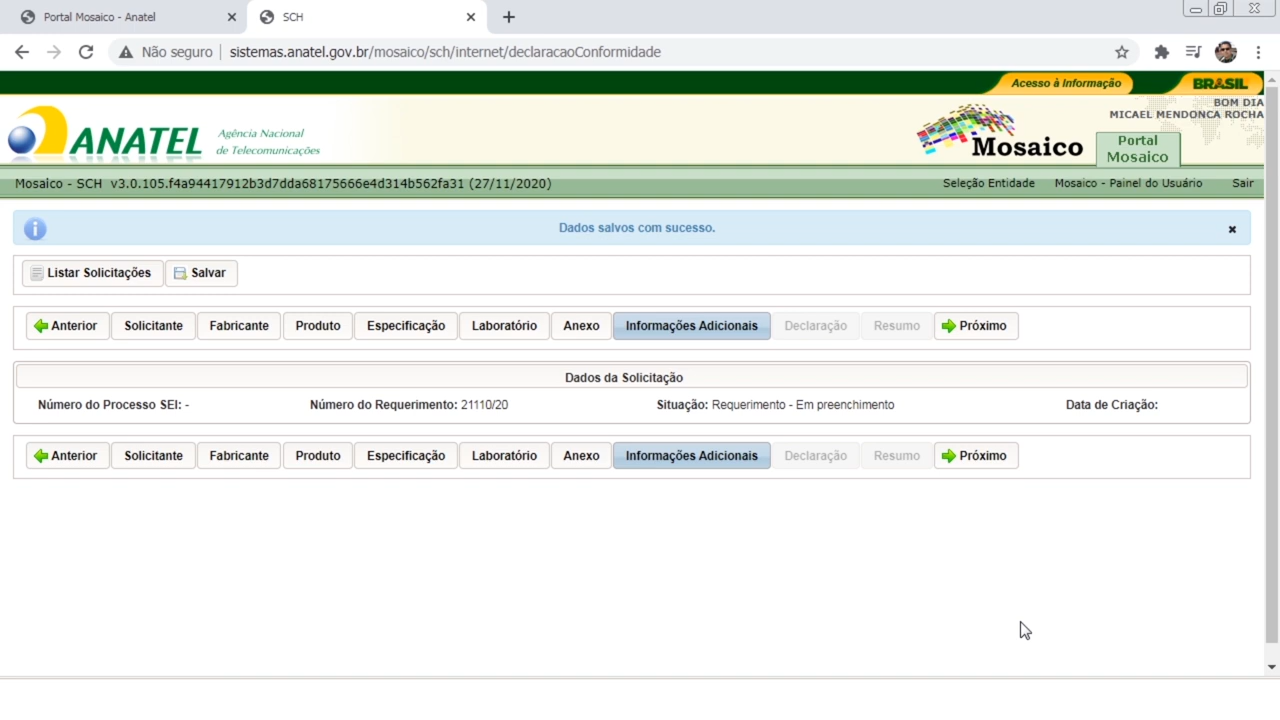 Portal Mosaico - Anatel
SCH
Não seguro
sistemas.anatel.gov.br/mosaico/sch/internet/declaracaoConformidade
Acesso à Informação
BRASIL
BOM DIA
MICAEL MENDONCA ROCHA
ANATEL
Agência Nacional
de Telecomunicações
Mosaico
Portal
Mosaico
Mosaico - SCH v3.0.105.f4a94417912b3d7dda68175666e4d314b562fa31 (27/11/2020)
Seleção Entidade Mosaico - Painel do Usuário Sair
Dados salvos com sucesso.
Listar Solicitações Salvar
Anterior Solicitante Fabricante Produto Especificação Laboratório Anexo Informações Adicionais Declaração Resumo Próximo
Dados da Solicitação
Número do Processo SEI: - Número do Requerimento: 21110/20 Situação: Requerimento - Em preenchimento Data de Criação:
Anterior Solicitante Fabricante Produto Especificação Laboratório Anexo Informações Adicionais Declaração Resumo Próximo